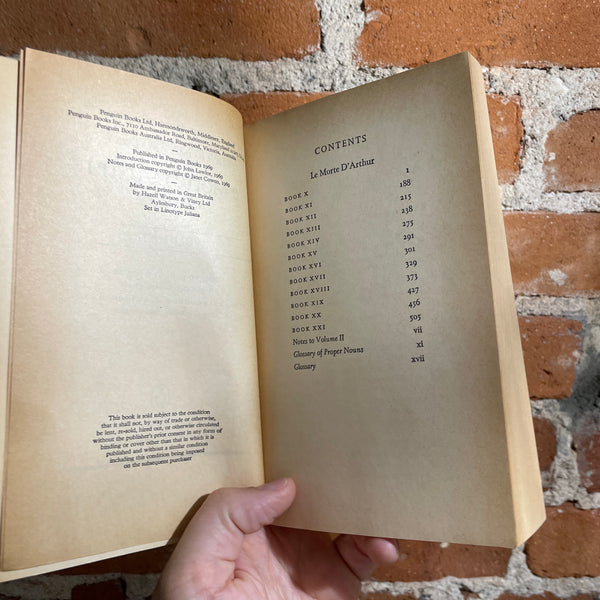 Penguin Books Ltd, Harmondsworth, Middlesex, England
Penguin Books Inc., 7110 Ambassador Road, Baltimore, Maryland 21207, U.S.A.
Penguin Books Australia Ltd, Ringwood, Victoria, Australia
Published in Penguin Books 1969
Introduction copyright © John Lawlor, 1969
Notes and Glossary copyright © Janet Cowen, 1969
Made and printed in Great Britain
by Hazell Watson & Viney Ltd
Aylesbury, Bucks
Set in Linotype Juliana
This book is sold subject to the condition
that it shall not, by way of trade or otherwise,
be lent, re-sold, hired out, or otherwise circulated
without the publisher's prior consent in any form of
binding or cover other than that in which it is
published and without a similar condition
including this condition being imposed
on the subsequent purchaser
CONTENTS
Le Morte D'Arthur
BOOK X 1
BOOK XI 188
BOOK XII 215
BOOK XIII 238
BOOK XIV 275
BOOK XV 291
BOOK XVI 301
BOOK XVII 329
BOOK XVIII 373
BOOK XIX 427
BOOK XX 456
BOOK XXI 505
Notes to Volume II vii
Glossary of Proper Nouns xi
Glossary xvii